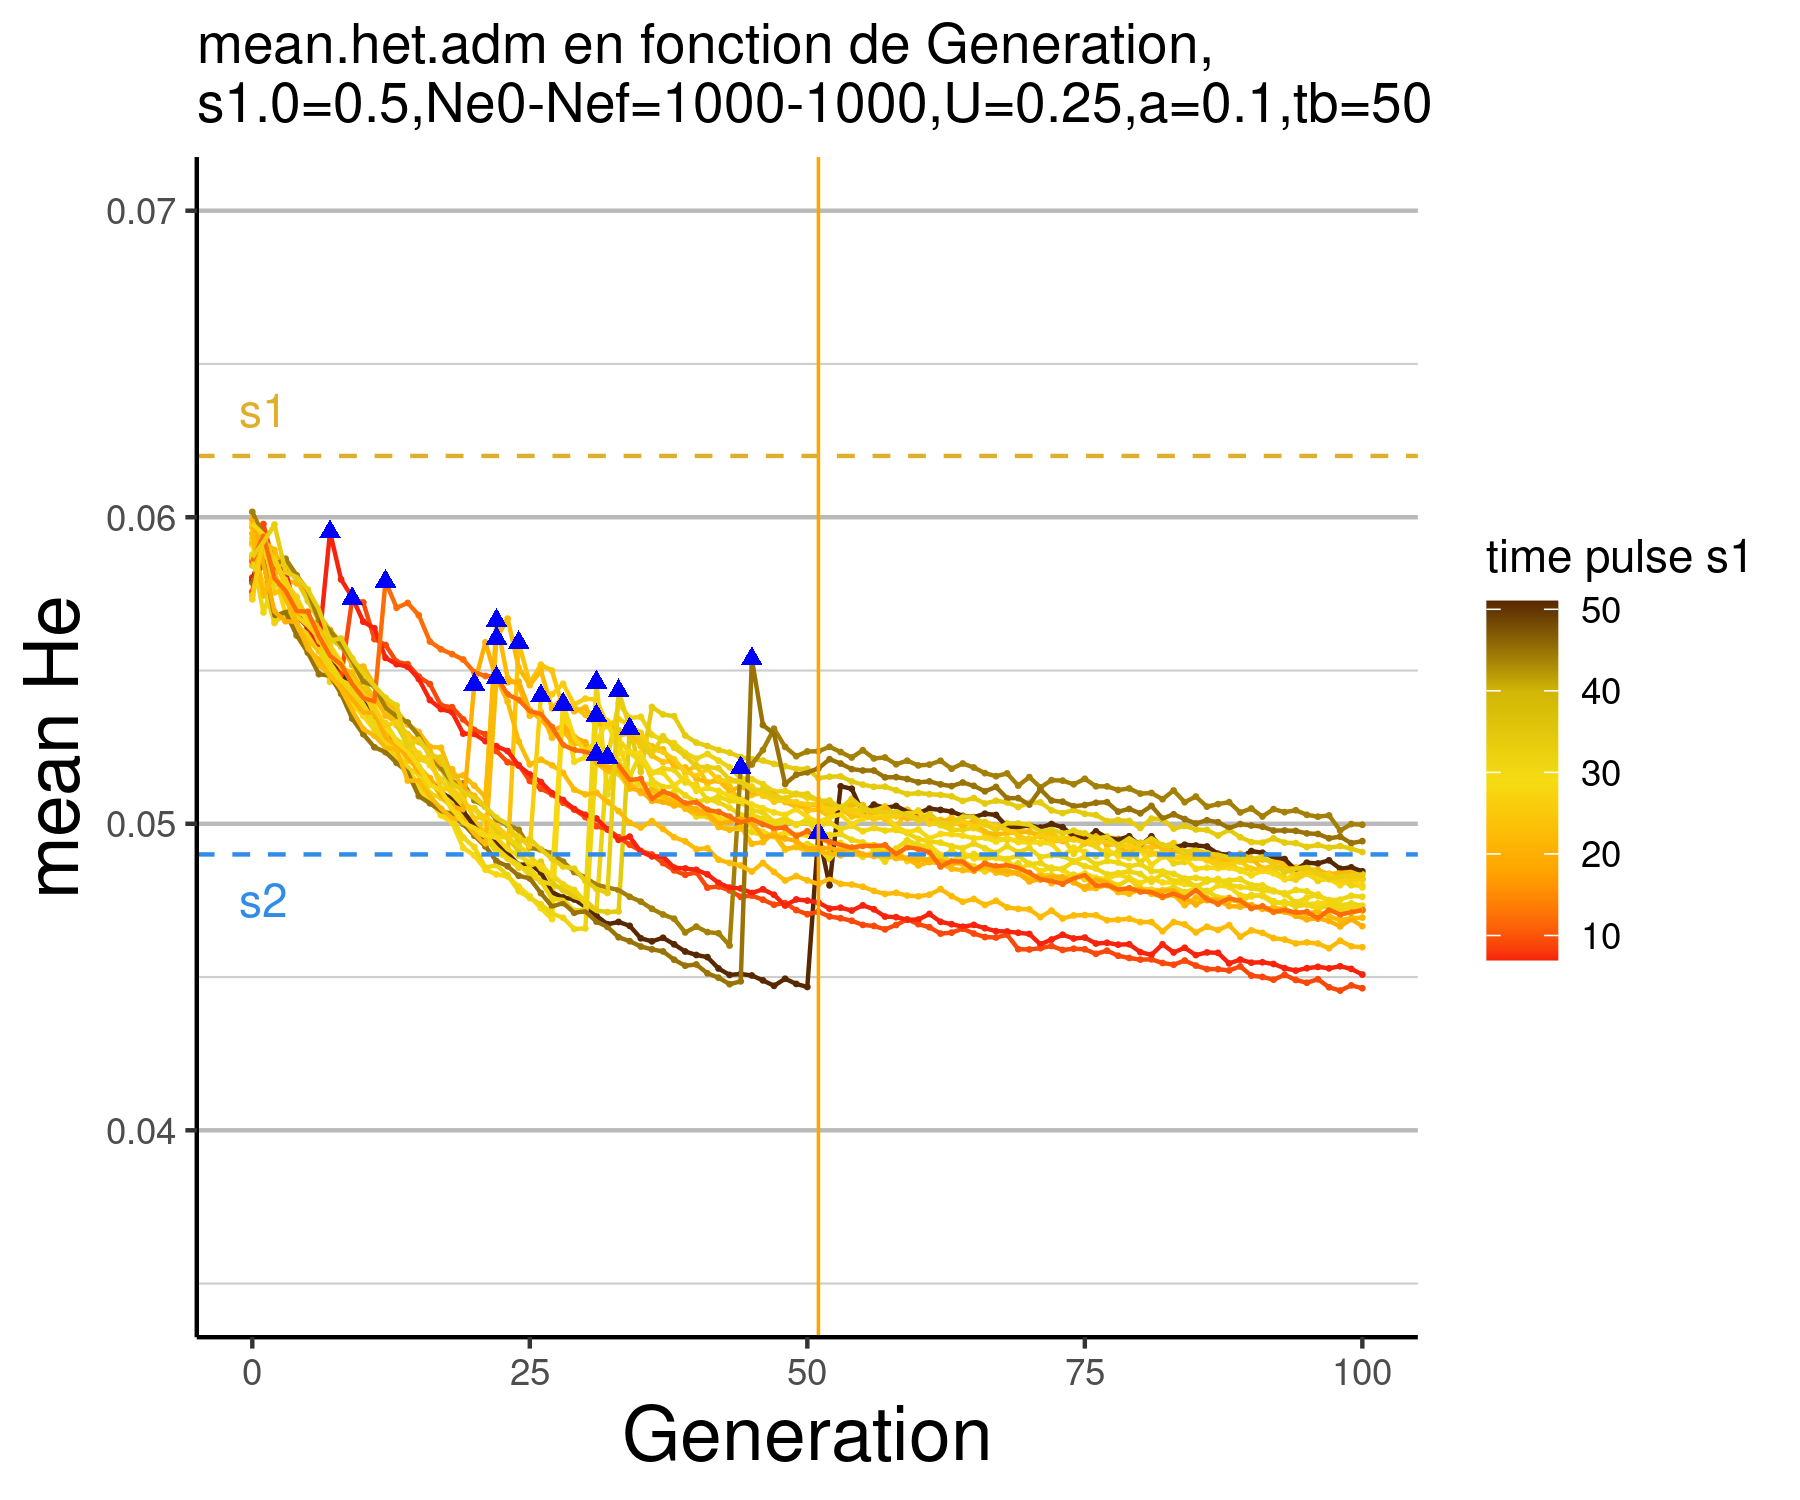 mean.het.adm en fonction de Generation,
s1.0=0.5,Ne0-Nef=1000-1000,U=0.25,a=0.1,tb=50
0.07
0.06
0.05
0.04
mean He
s1
s2
0
25
50
75
100
Generation
time pulse s1
50
40
30
20
10